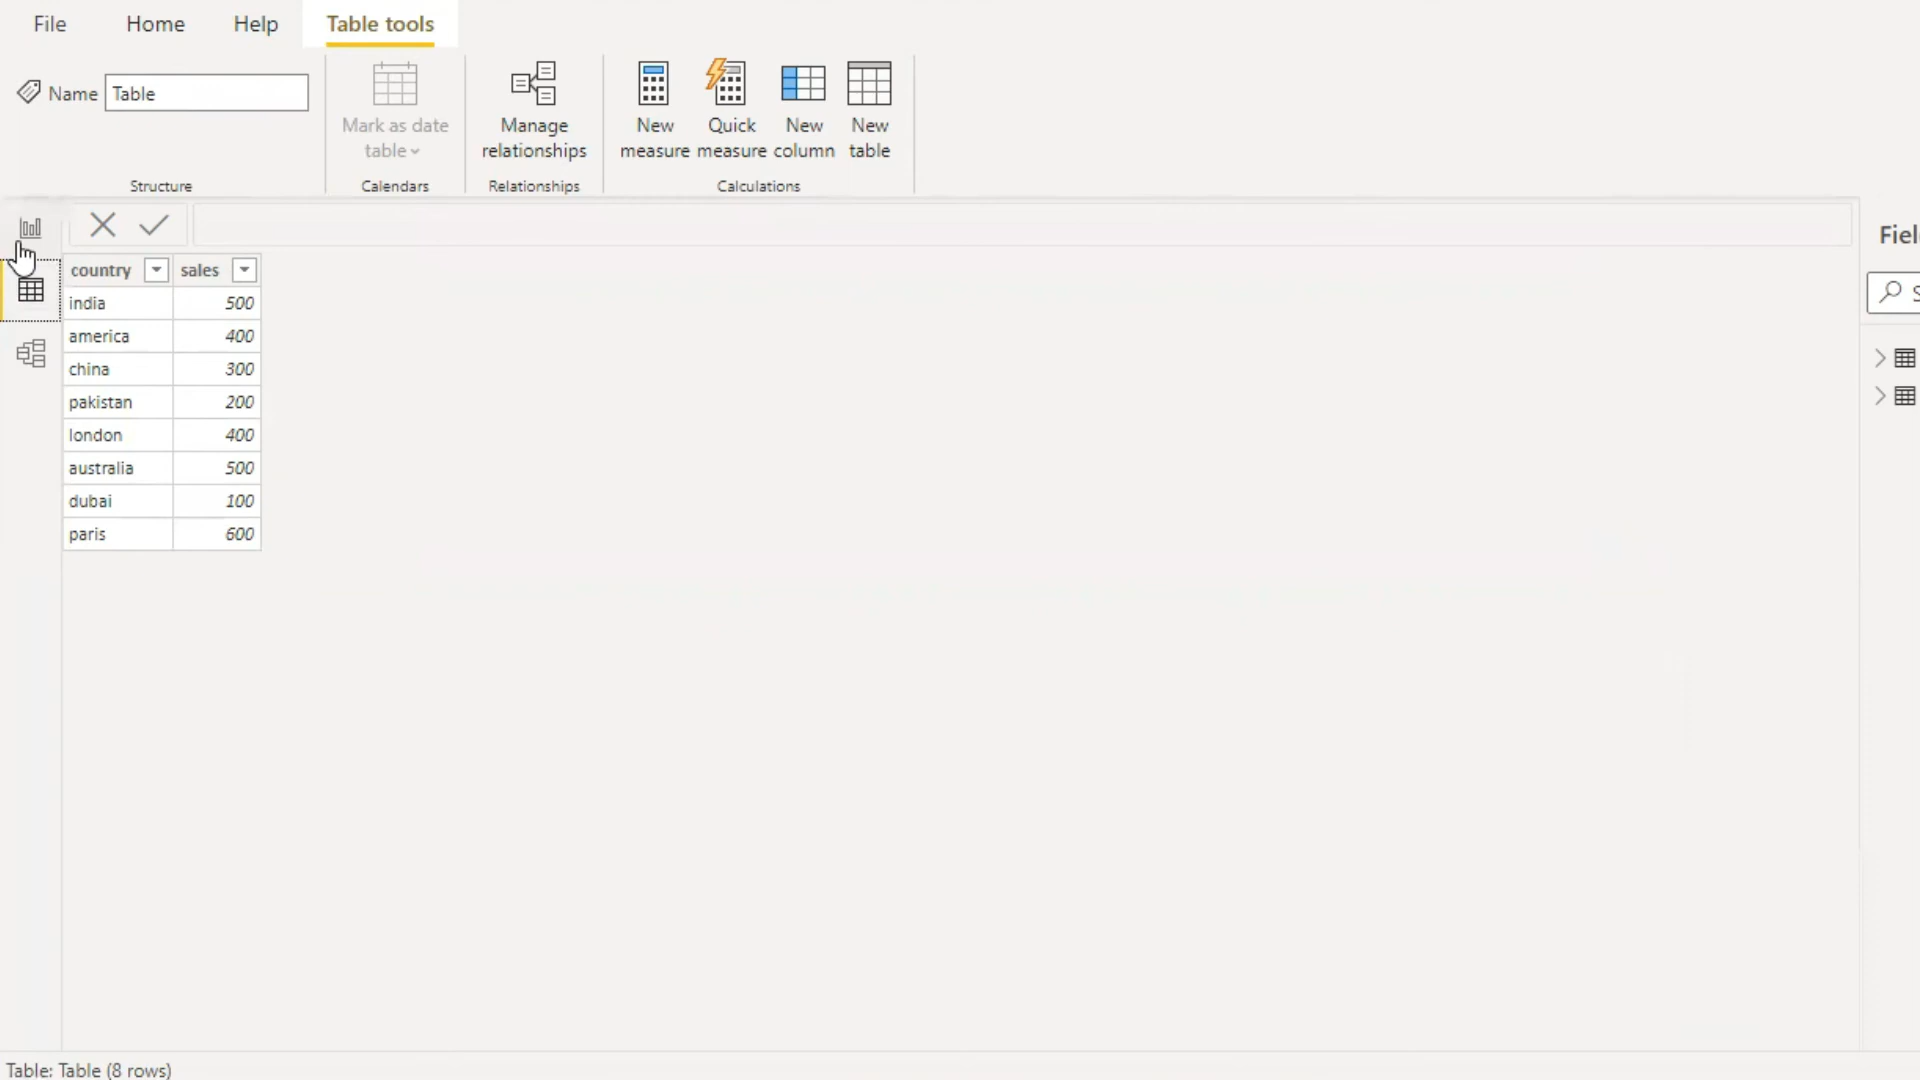 File Home Help Table tools
Name Table
Mark as date table
Manage relationships
New measure
Quick measure
New column
New table
Structure Calendars Relationships Calculations
Fiel
S
country sales
india 500
america 400
china 300
pakistan 200
london 400
australia 500
dubai 100
paris 600
Table: Table (8 rows)